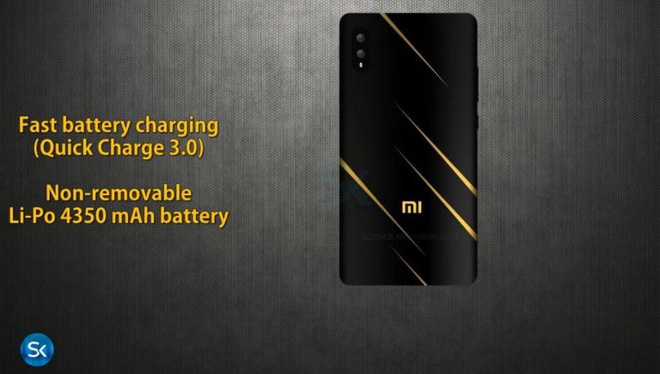 Fast battery charging
(Quick Charge 3.0)
Non-removable
Li-Po 4350 mAh battery
mi
SK